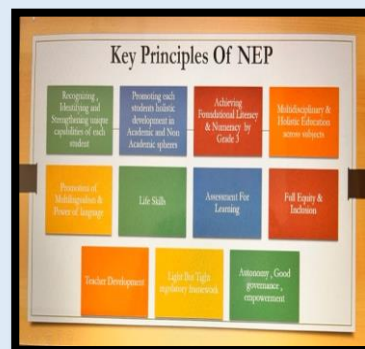 Key Principles Of NEP
Recognizing ,
Identifying and
Strengthening unique
capabilities of each
student
Promoting each
students holistic
development in
Academic and Non
Academic spheres
Achieving
Foundational Literacy
& Numeracy by
Grade 3
Multidisciplinary &
Holistic Education
across subjects
Promotion of
Multilingualism &
Power of language
Life Skills
Assessment For
Learning
Full Equity &
Inclusion
Teacher Development
Light But Tight
regulatory framework
Autonomy , Good
governance ,
empowerment